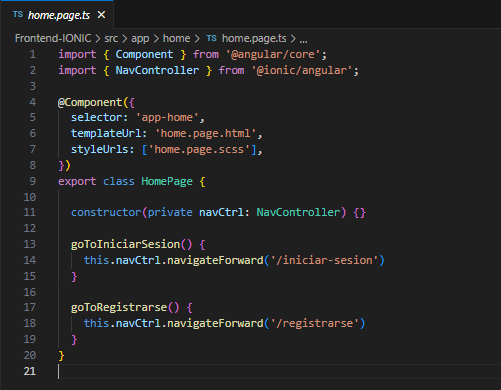 TS home.page.ts ×
Frontend-IONIC > src > app > home > TS home.page.ts > ...
1 import { Component } from '@angular/core';
2 import { NavController } from '@ionic/angular';
3
4 @Component({
5   selector: 'app-home',
6   templateUrl: 'home.page.html',
7   styleUrls: ['home.page.scss'],
8 })
9 export class HomePage {
10
11   constructor(private navCtrl: NavController) {}
12
13   goToIniciarSesion() {
14     this.navCtrl.navigateForward('/iniciar-sesion')
15   }
16
17   goToRegistrarse() {
18     this.navCtrl.navigateForward('/registrarse')
19   }
20 }
21